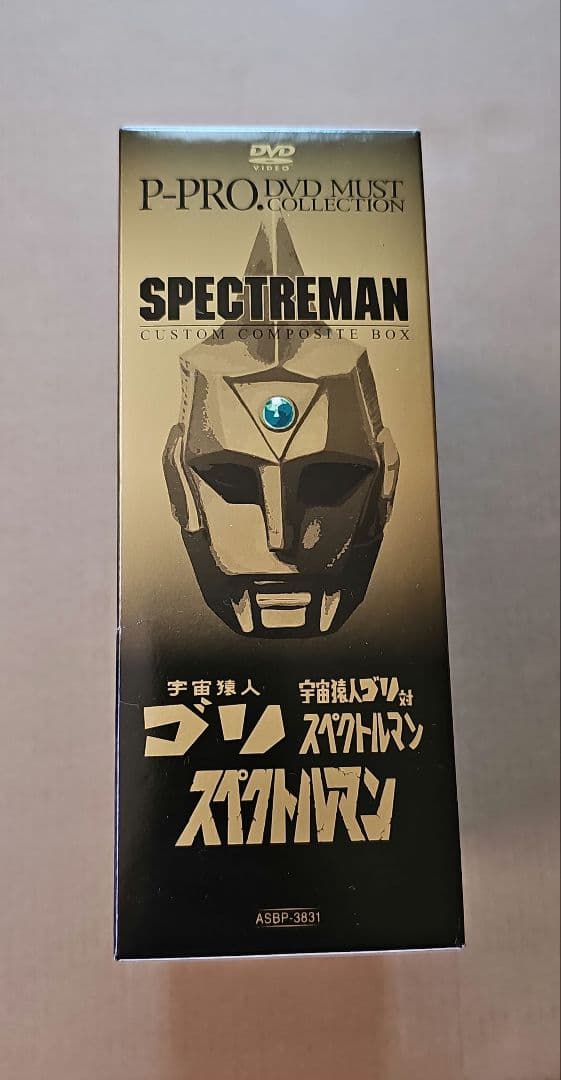 DVD
VIDEO
P-PRO. DVD MUST COLLECTION
SPECTREMAN
CUSTOM COMPOSITE BOX
宇宙猿人
ゴリ
宇宙猿人ゴリ対
スペクトルマン
スペクトルマン
ASBP-3831